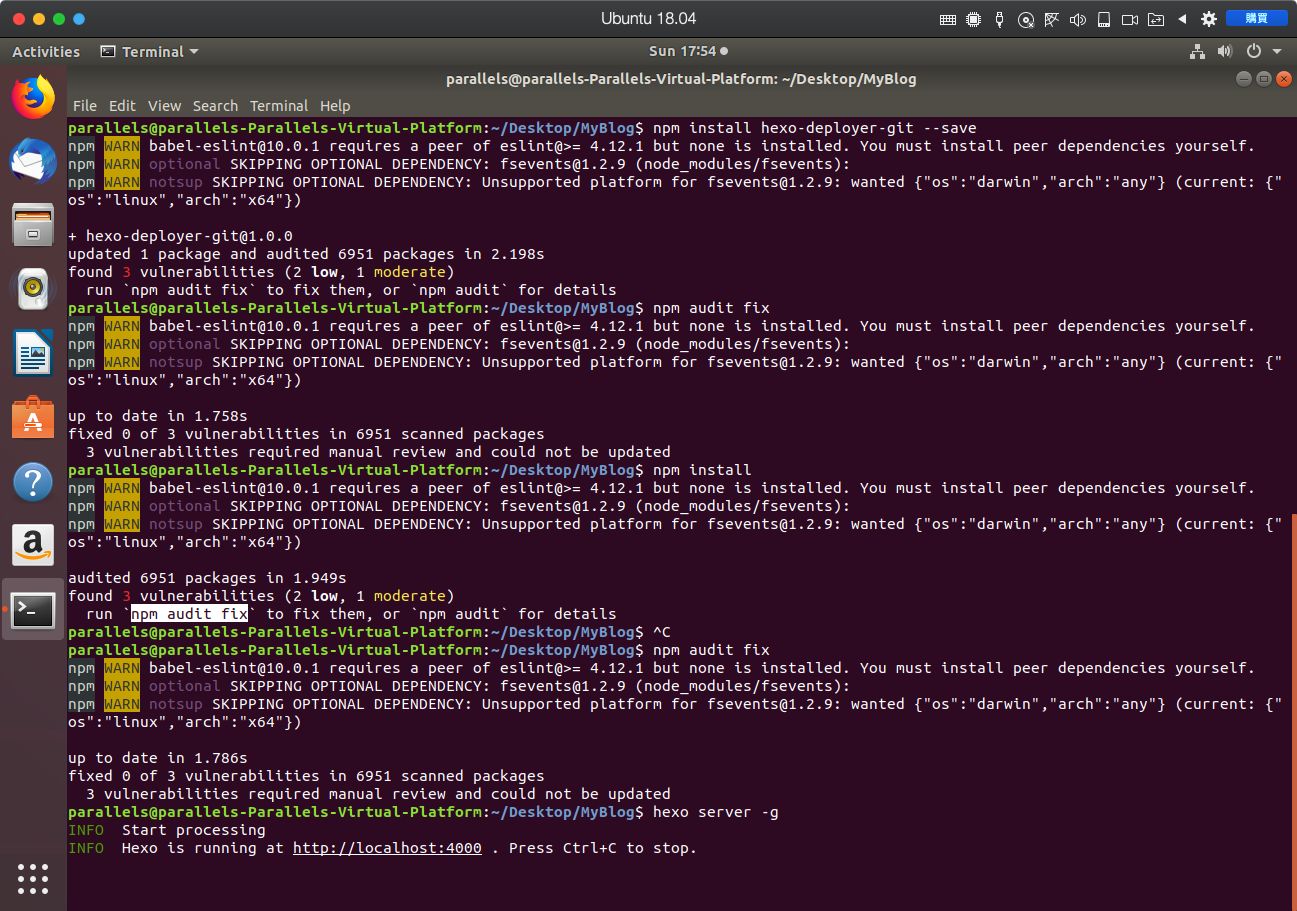 Ubuntu 18.04
購買
Activities
Terminal
Sun 17:54
parallels@parallels-Parallels-Virtual-Platform: ~/Desktop/MyBlog
File Edit View Search Terminal Help
parallels@parallels-Parallels-Virtual-Platform:~/Desktop/MyBlog$ npm install hexo-deployer-git --save
npm WARN babel-eslint@10.0.1 requires a peer of eslint@>= 4.12.1 but none is installed. You must install peer dependencies yourself.
npm WARN optional SKIPPING OPTIONAL DEPENDENCY: fsevents@1.2.9 (node_modules/fsevents):
npm WARN notsup SKIPPING OPTIONAL DEPENDENCY: Unsupported platform for fsevents@1.2.9: wanted {"os":"darwin","arch":"any"} (current: {"
os":"linux","arch":"x64"})
+ hexo-deployer-git@1.0.0
updated 1 package and audited 6951 packages in 2.198s
found 3 vulnerabilities (2 low, 1 moderate)
run `npm audit fix` to fix them, or `npm audit` for details
parallels@parallels-Parallels-Virtual-Platform:~/Desktop/MyBlog$ npm audit fix
npm WARN babel-eslint@10.0.1 requires a peer of eslint@>= 4.12.1 but none is installed. You must install peer dependencies yourself.
npm WARN optional SKIPPING OPTIONAL DEPENDENCY: fsevents@1.2.9 (node_modules/fsevents):
npm WARN notsup SKIPPING OPTIONAL DEPENDENCY: Unsupported platform for fsevents@1.2.9: wanted {"os":"darwin","arch":"any"} (current: {"
os":"linux","arch":"x64"})
up to date in 1.758s
fixed 0 of 3 vulnerabilities in 6951 scanned packages
3 vulnerabilities required manual review and could not be updated
parallels@parallels-Parallels-Virtual-Platform:~/Desktop/MyBlog$ npm install
npm WARN babel-eslint@10.0.1 requires a peer of eslint@>= 4.12.1 but none is installed. You must install peer dependencies yourself.
npm WARN optional SKIPPING OPTIONAL DEPENDENCY: fsevents@1.2.9 (node_modules/fsevents):
npm WARN notsup SKIPPING OPTIONAL DEPENDENCY: Unsupported platform for fsevents@1.2.9: wanted {"os":"darwin","arch":"any"} (current: {"
os":"linux","arch":"x64"})
audited 6951 packages in 1.949s
found 3 vulnerabilities (2 low, 1 moderate)
run `npm audit fix` to fix them, or `npm audit` for details
parallels@parallels-Parallels-Virtual-Platform:~/Desktop/MyBlog$ ^C
parallels@parallels-Parallels-Virtual-Platform:~/Desktop/MyBlog$ npm audit fix
npm WARN babel-eslint@10.0.1 requires a peer of eslint@>= 4.12.1 but none is installed. You must install peer dependencies yourself.
npm WARN optional SKIPPING OPTIONAL DEPENDENCY: fsevents@1.2.9 (node_modules/fsevents):
npm WARN notsup SKIPPING OPTIONAL DEPENDENCY: Unsupported platform for fsevents@1.2.9: wanted {"os":"darwin","arch":"any"} (current: {"
os":"linux","arch":"x64"})
up to date in 1.786s
fixed 0 of 3 vulnerabilities in 6951 scanned packages
3 vulnerabilities required manual review and could not be updated
parallels@parallels-Parallels-Virtual-Platform:~/Desktop/MyBlog$ hexo server -g
INFO Start processing
INFO Hexo is running at http://localhost:4000 . Press Ctrl+C to stop.